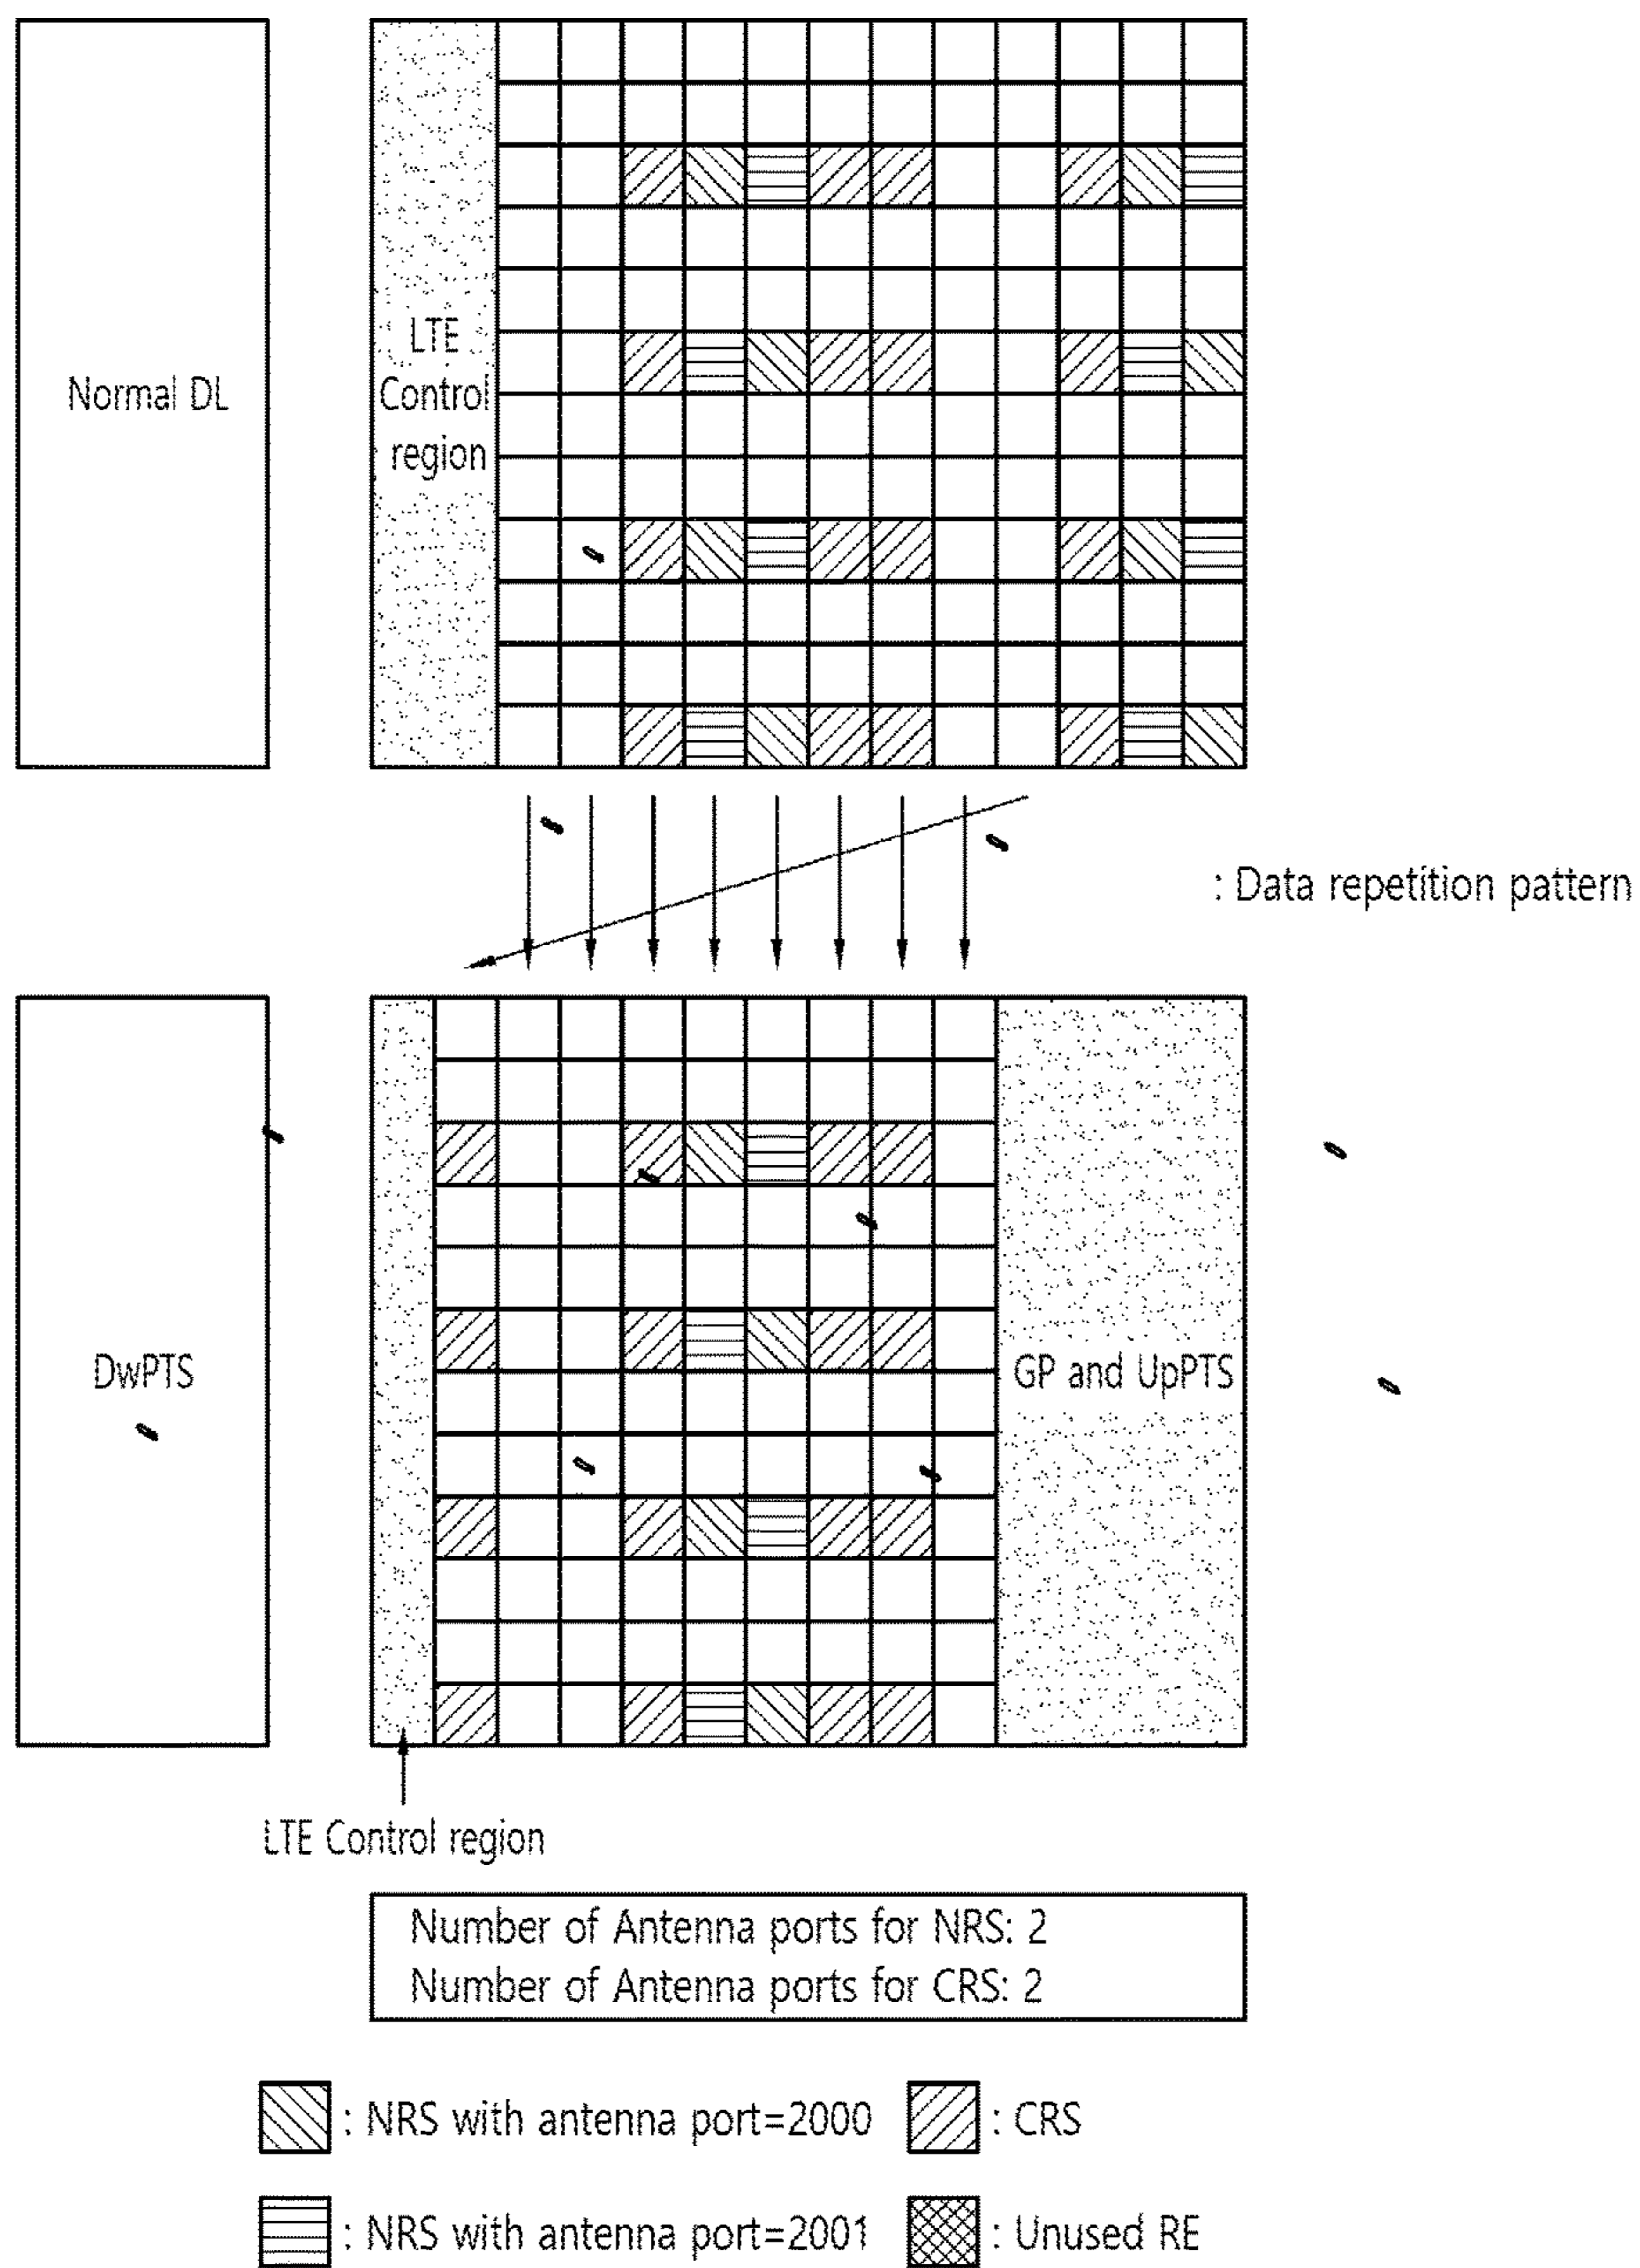 Normal DL
LTE
Control
region
: Data repetition pattern
DwPTS
GP and UpPTS
LTE Control region
Number of Antenna ports for NRS: 2
Number of Antenna ports for CRS: 2
: NRS with antenna port=2000
: CRS
: NRS with antenna port=2001
: Unused RE